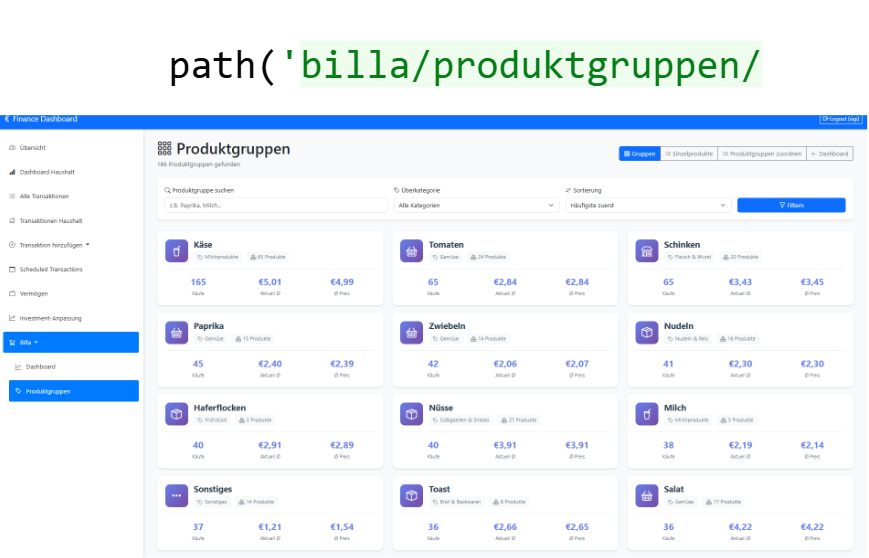 path('billa/produktgruppen/
€ Finance Dashboard
Logout (ep)
Übersicht
Dashboard Haushalt
Alle Transaktionen
Transaktionen Haushalt
Transaktion hinzufügen
Scheduled Transactions
Vermögen
Investment-Anpassung
Billa
Dashboard
Produktgruppen
Produktgruppen
166 Produktgruppen gefunden
Gruppen Einzelprodukte Produktgruppen zuordnen ← Dashboard
Produktgruppe suchen Überkategorie Sortierung
z.B. Paprika, Milch... Alle Kategorien Häufigste zuerst Filtern
Käse
Milchprodukte 65 Produkte
165 €5,01 €4,99
Käufe Aktuell Ø Ø Preis
Tomaten
Gemüse 24 Produkte
65 €2,84 €2,84
Käufe Aktuell Ø Ø Preis
Schinken
Fleisch & Wurst 20 Produkte
65 €3,43 €3,45
Käufe Aktuell Ø Ø Preis
Paprika
Gemüse 15 Produkte
45 €2,40 €2,39
Käufe Aktuell Ø Ø Preis
Zwiebeln
Gemüse 14 Produkte
42 €2,06 €2,07
Käufe Aktuell Ø Ø Preis
Nudeln
Nudeln & Reis 16 Produkte
41 €2,30 €2,30
Käufe Aktuell Ø Ø Preis
Haferflocken
Frühstück 5 Produkte
40 €2,91 €2,89
Käufe Aktuell Ø Ø Preis
Nüsse
Süßigkeiten & Snacks 27 Produkte
40 €3,91 €3,91
Käufe Aktuell Ø Ø Preis
Milch
Milchprodukte 5 Produkte
38 €2,19 €2,14
Käufe Aktuell Ø Ø Preis
Sonstiges
Sonstiges 14 Produkte
37 €1,21 €1,54
Käufe Aktuell Ø Ø Preis
Toast
Brot & Backwaren 8 Produkte
36 €2,66 €2,65
Käufe Aktuell Ø Ø Preis
Salat
Gemüse 17 Produkte
36 €4,22 €4,22
Käufe Aktuell Ø Ø Preis